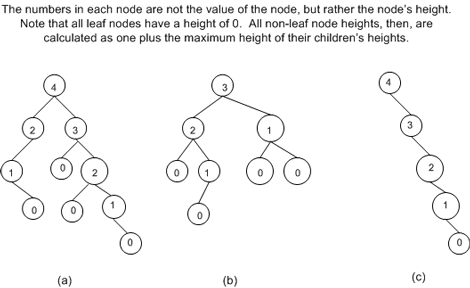 The numbers in each node are not the value of the node, but rather the node's height.
Note that all leaf nodes have a height of 0.  All non-leaf node heights, then, are
calculated as one plus the maximum height of their children's heights.
4
2 3
1 0 2
0 0 1
0
(a)
3
2 1
0 1 0 0
0
(b)
4
3
2
1
0
(c)